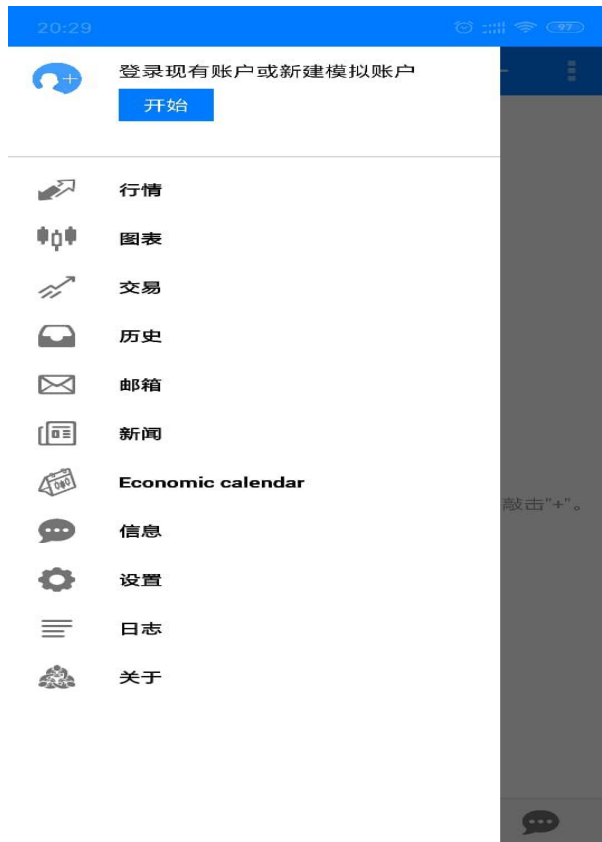 20:29
97
登录现有账户或新建模拟账户
开始
行情
图表
交易
历史
邮箱
新闻
Economic calendar
敲击"+"。
信息
设置
日志
关于